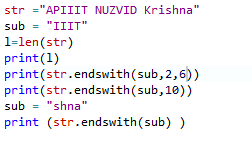 str ="APIIIT NUZVID Krishna"
sub = "IIIT"
l=len(str)
print(l)
print(str.endswith(sub,2,6))
print(str.endswith(sub,10))
sub = "shna"
print (str.endswith(sub) )